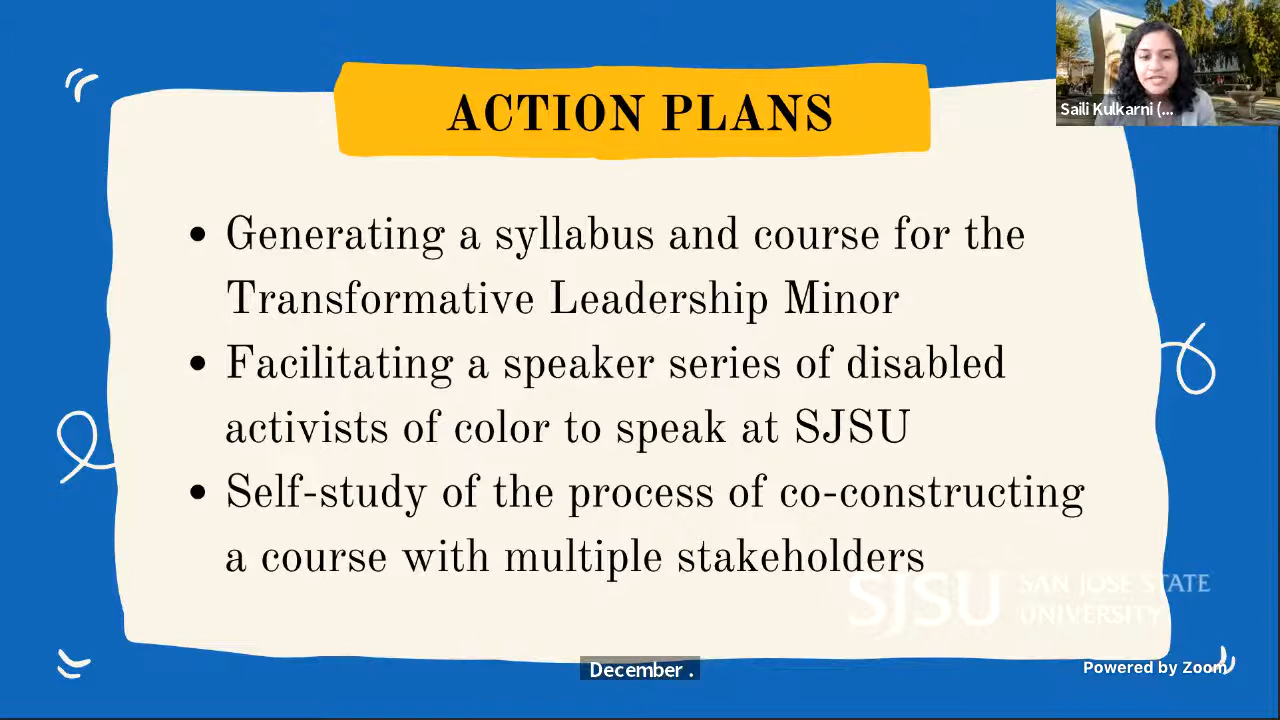 ACTION PLANS
Saili Kulkarni (...
• Generating a syllabus and course for the
Transformative Leadership Minor
• Facilitating a speaker series of disabled
activists of color to speak at SJSU
• Self-study of the process of co-constructing
a course with multiple stakeholders
SJSU SAN JOSÉ STATE
UNIVERSITY
December .
Powered by Zoom